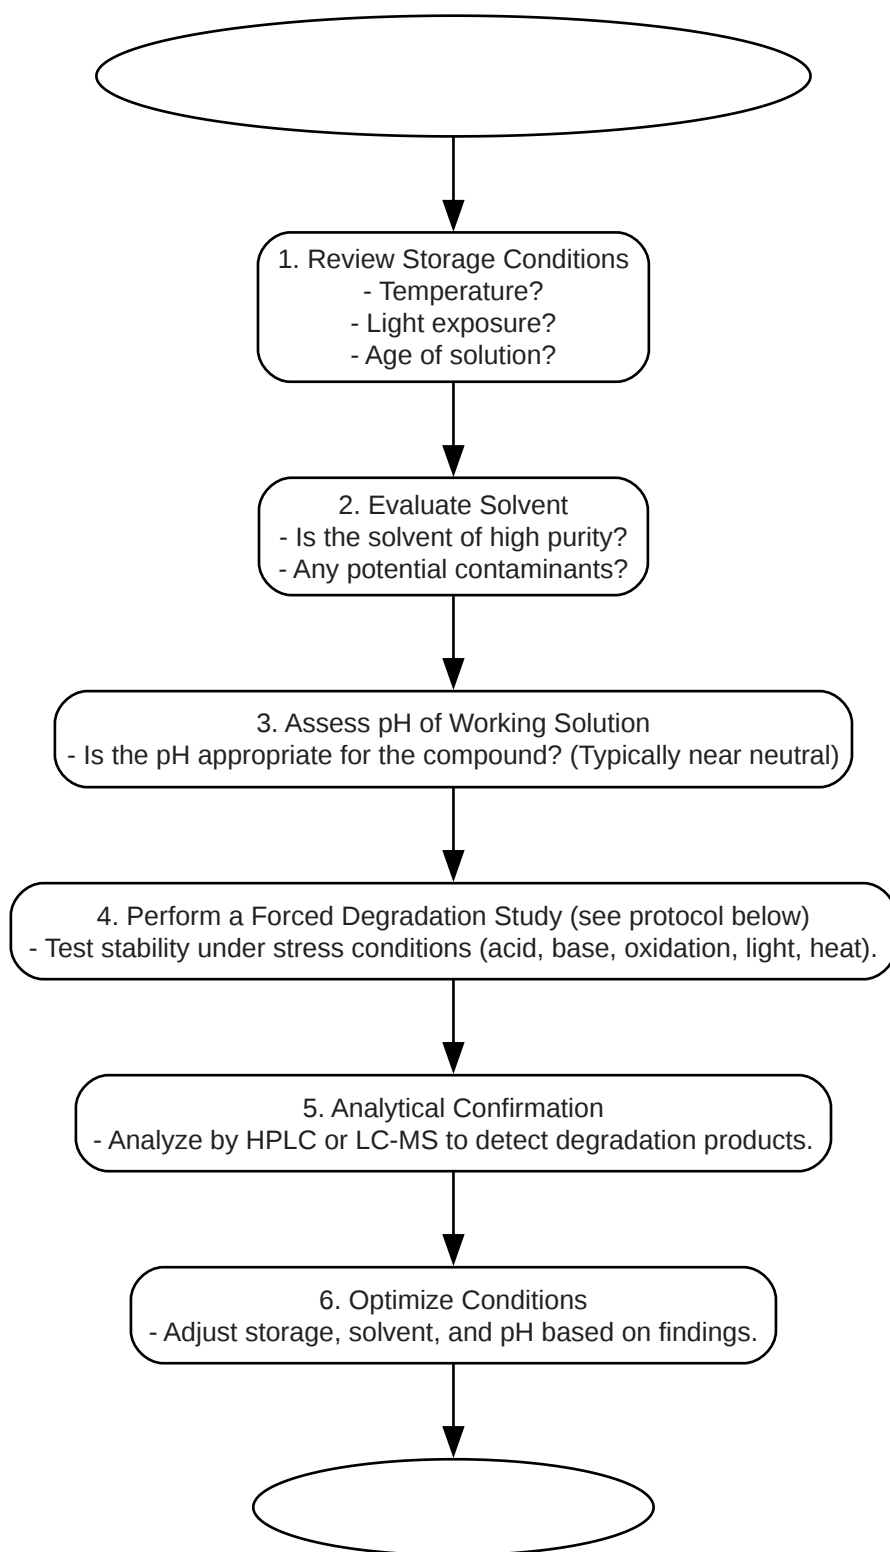 1. Review Storage Conditions
- Temperature?
- Light exposure?
- Age of solution?
2. Evaluate Solvent
- Is the solvent of high purity?
- Any potential contaminants?
3. Assess pH of Working Solution
- Is the pH appropriate for the compound? (Typically near neutral)
4. Perform a Forced Degradation Study (see protocol below)
- Test stability under stress conditions (acid, base, oxidation, light, heat).
5. Analytical Confirmation
- Analyze by HPLC or LC-MS to detect degradation products.
6. Optimize Conditions
- Adjust storage, solvent, and pH based on findings.